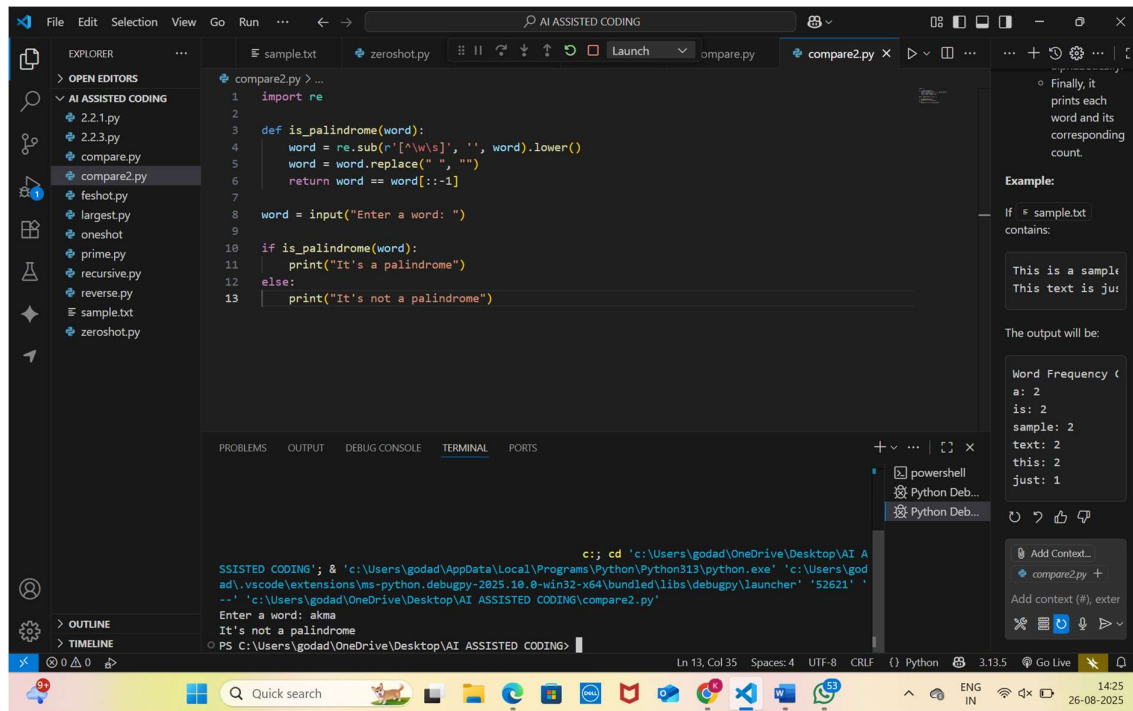 File Edit Selection View Go Run ... AI ASSISTED CODING
EXPLORER ...
OPEN EDITORS
AI ASSISTED CODING
2.2.1.py
2.2.3.py
compare.py
compare2.py
feshot.py
largest.py
oneshot
prime.py
recursive.py
reverse.py
sample.txt
zeroshot.py
OUTLINE
TIMELINE
1
sample.txt zeroshot.py Launch ompare.py compare2.py
compare2.py > ...
1 import re
2
3 def is_palindrome(word):
4     word = re.sub(r'[^\w\s]', '', word).lower()
5     word = word.replace(" ", "")
6     return word == word[::-1]
7
8 word = input("Enter a word: ")
9
10 if is_palindrome(word):
11     print("It's a palindrome")
12 else:
13     print("It's not a palindrome")
PROBLEMS OUTPUT DEBUG CONSOLE TERMINAL PORTS
powershell
Python Deb...
Python Deb...
c:; cd 'c:\Users\godad\OneDrive\Desktop\AI A
SSISTED CODING'; & 'c:\Users\godad\AppData\Local\Programs\Python\Python313\python.exe' 'c:\Users\god
ad\.vscode\extensions\ms-python.debugpy-2025.10.0-win32-x64\bundled\libs\debugpy\launcher' '52621' '
--' 'c:\Users\godad\OneDrive\Desktop\AI ASSISTED CODING\compare2.py'
Enter a word: akma
It's not a palindrome
PS C:\Users\godad\OneDrive\Desktop\AI ASSISTED CODING>
Finally, it
prints each
word and its
corresponding
count.
Example:
If sample.txt
contains:
This is a sample
This text is jus
The output will be:
Word Frequency C
a: 2
is: 2
sample: 2
text: 2
this: 2
just: 1
Add Context...
compare2.py +
Add context (#), exter
0 0 Ln 13, Col 35 Spaces: 4 UTF-8 CRLF {} Python 3.13.5 Go Live
9+ Quick search DELL 53 ENG 14:25
IN 26-08-2025